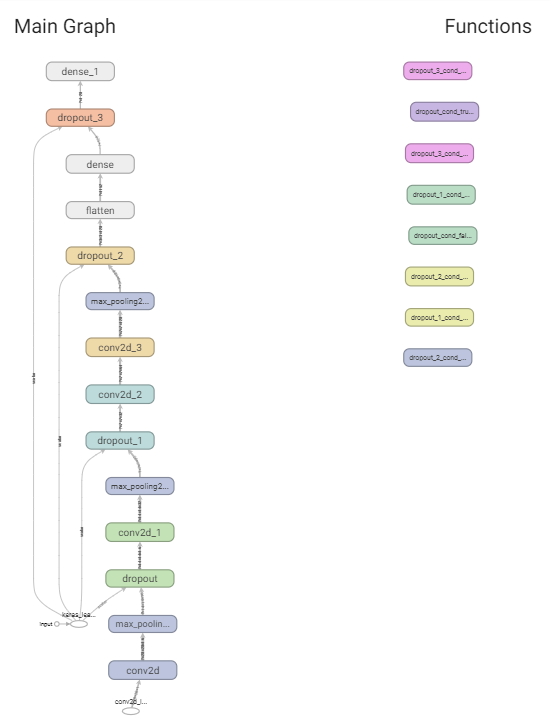 Main Graph
Functions
dense_1
dropout_3
dense
flatten
dropout_2
max_pooling2...
conv2d_3
conv2d_2
dropout_1
max_pooling2...
conv2d_1
dropout
keras_lea...
input
max_poolin...
conv2d
conv2d_i...
dropout_3_cond_...
dropout_cond_tru...
dropout_3_cond_...
dropout_1_cond_...
dropout_cond_fal...
dropout_2_cond_...
dropout_1_cond_...
dropout_2_cond_...